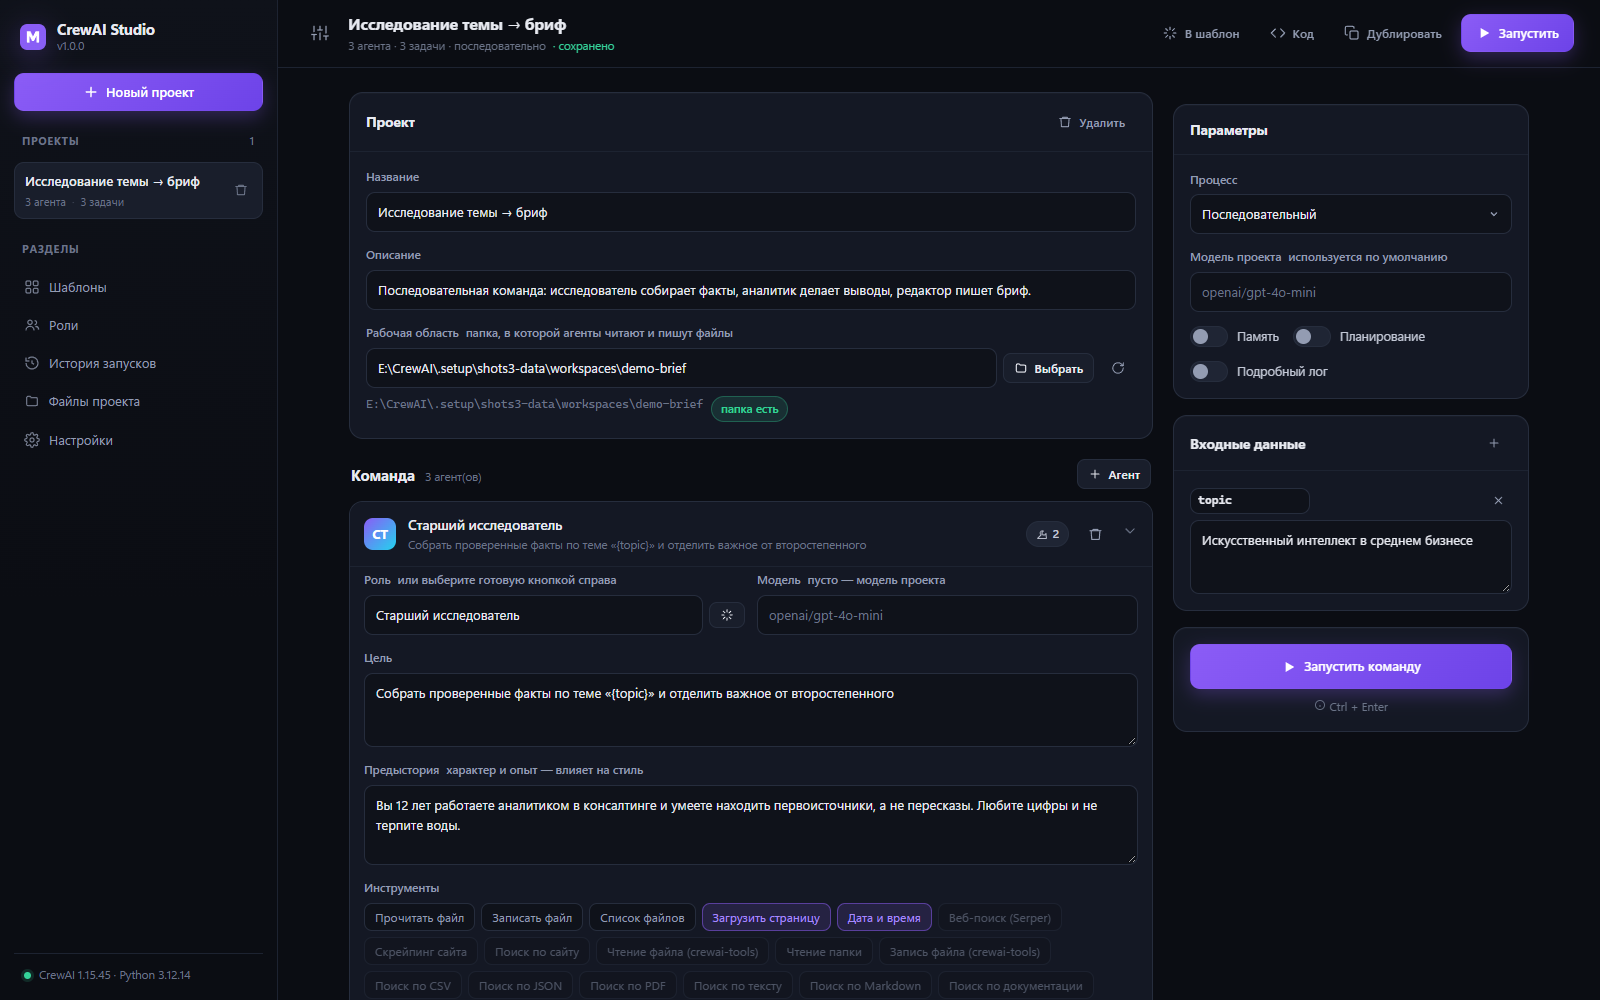 M
CrewAI Studio
v1.0.0
Новый проект
ПРОЕКТЫ 1
Исследование темы → бриф
3 агента · 3 задачи
РАЗДЕЛЫ
Шаблоны
Роли
История запусков
Файлы проекта
Настройки
CrewAI 1.15.45 · Python 3.12.14
Исследование темы → бриф
3 агента · 3 задачи · последовательно · сохранено
В шаблон
Код
Дублировать
Запустить
Проект
Удалить
Название
Исследование темы → бриф
Описание
Последовательная команда: исследователь собирает факты, аналитик делает выводы, редактор пишет бриф.
Рабочая область папка, в которой агенты читают и пишут файлы
E:\CrewAI\.setup\shots3-data\workspaces\demo-brief
Выбрать
E:\CrewAI\.setup\shots3-data\workspaces\demo-brief папка есть
Команда 3 агент(ов)
Агент
СТ
Старший исследователь
Собрать проверенные факты по теме «{topic}» и отделить важное от второстепенного
2
Роль или выберите готовую кнопкой справа
Старший исследователь
Модель пусто — модель проекта
openai/gpt-4o-mini
Цель
Собрать проверенные факты по теме «{topic}» и отделить важное от второстепенного
Предыстория характер и опыт — влияет на стиль
Вы 12 лет работаете аналитиком в консалтинге и умеете находить первоисточники, а не пересказы. Любите цифры и не
терпите воды.
Инструменты
Прочитать файл Записать файл Список файлов Загрузить страницу Дата и время Веб-поиск (Serper)
Скрейпинг сайта Поиск по сайту Чтение файла (crewai-tools) Чтение папки Запись файла (crewai-tools)
Поиск по CSV Поиск по JSON Поиск по PDF Поиск по тексту Поиск по Markdown Поиск по документации
Параметры
Процесс
Последовательный
Модель проекта используется по умолчанию
openai/gpt-4o-mini
Память
Планирование
Подробный лог
Входные данные
topic
Искусственный интеллект в среднем бизнесе
Запустить команду
Ctrl + Enter